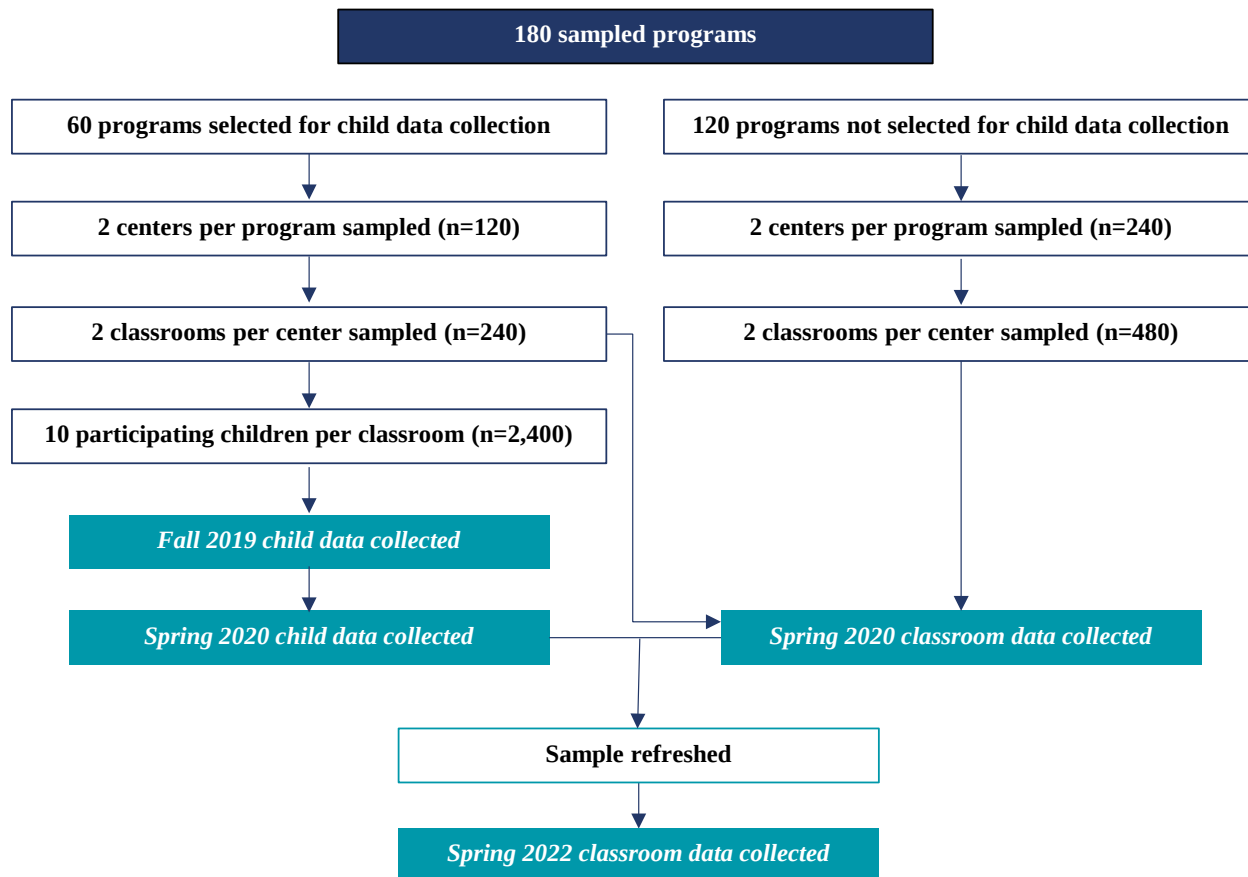 180 sampled programs
60 programs selected for child data collection
120 programs not selected for child data collection
2 centers per program sampled (n=120)
2 centers per program sampled (n=240)
2 classrooms per center sampled (n=240)
2 classrooms per center sampled (n=480)
10 participating children per classroom (n=2,400)
Fall 2019 child data collected
Spring 2020 child data collected
Spring 2020 classroom data collected
Sample refreshed
Spring 2022 classroom data collected